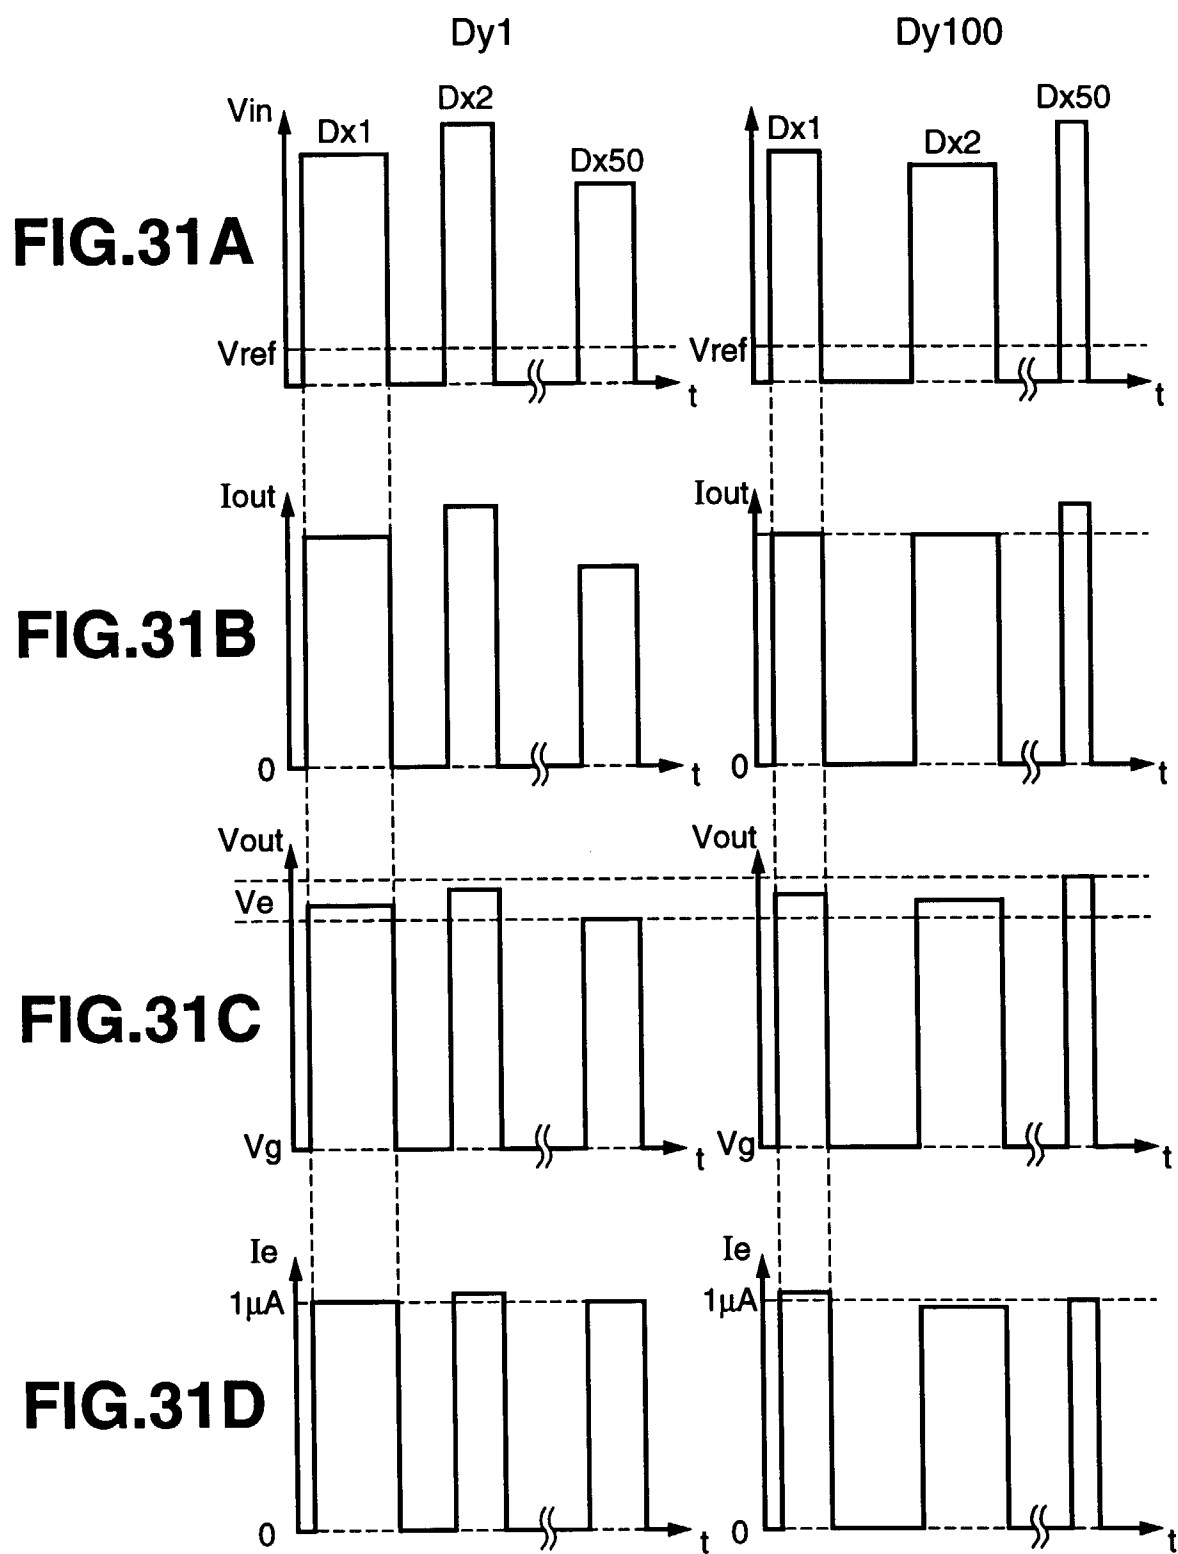 Dy1 Dy100
FIG.31A
Vin
Dx1
Dx2
Dx50
Vref
t
Dx1
Dx2
Dx50
Vref
t
FIG.31B
Iout
0
t
Iout
0
t
FIG.31C
Vout
Ve
Vg
t
Vout
Vg
t
FIG.31D
Ie
1μA
0
t
Ie
1μA
0
t